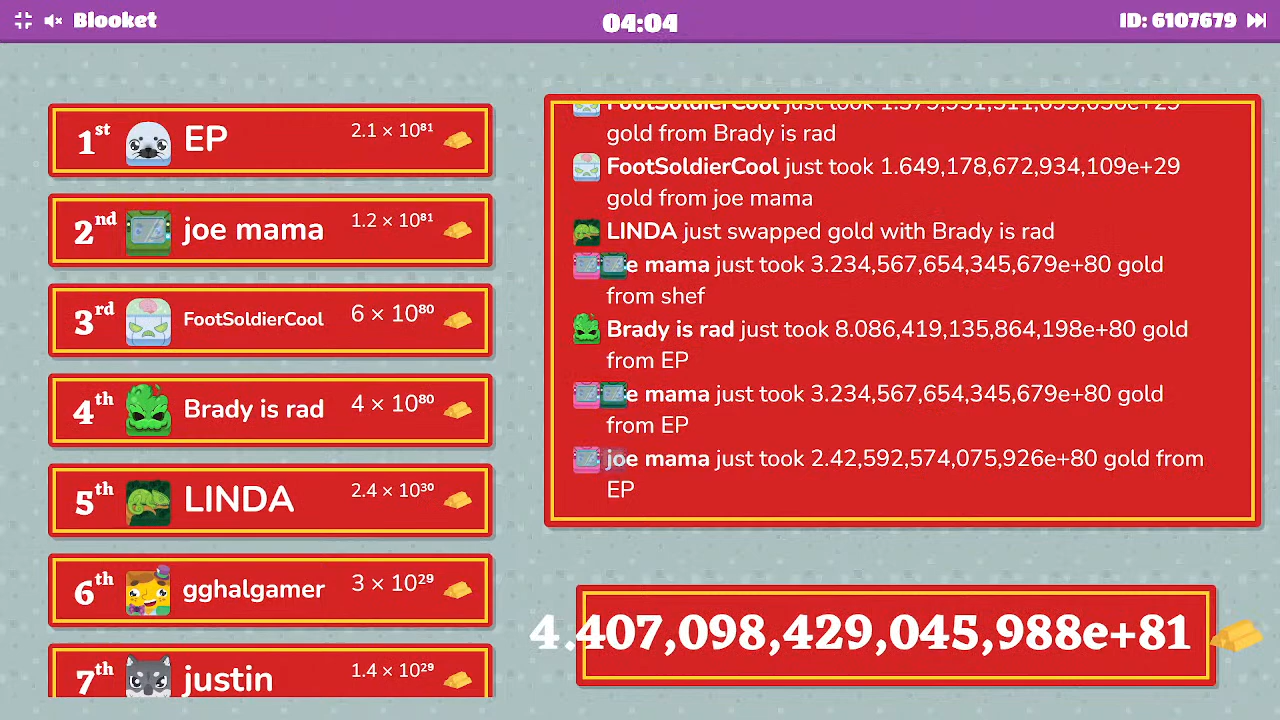 Blooket
04:04
ID: 6107679
1st EP 2.1 × 10⁸¹
2nd joe mama 1.2 × 10⁸¹
3rd FootSoldierCool 6 × 10⁸⁰
4th Brady is rad 4 × 10⁸⁰
5th LINDA 2.4 × 10³⁰
6th gghalgamer 3 × 10²⁹
7th justin 1.4 × 10²⁹
FootSoldierCool just took
gold from Brady is rad
FootSoldierCool just took 1.649,178,672,934,109e+29
gold from joe mama
LINDA just swapped gold with Brady is rad
e mama just took 3.234,567,654,345,679e+80 gold
from shef
Brady is rad just took 8.086,419,135,864,198e+80 gold
from EP
e mama just took 3.234,567,654,345,679e+80 gold
from EP
joe mama just took 2.42,592,574,075,926e+80 gold from
EP
4.407,098,429,045,988e+81